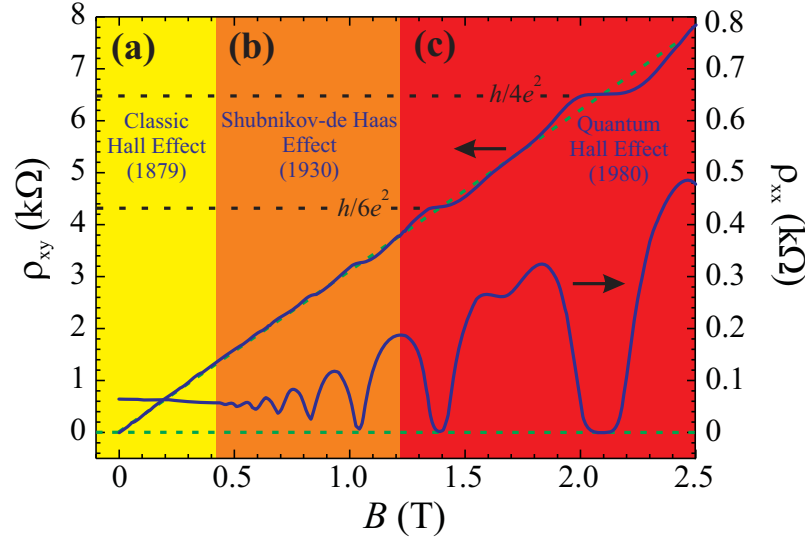 (a)
(b)
(c)
Classic
Hall Effect
(1879)
Shubnikov-de Haas
Effect
(1930)
Quantum
Hall Effect
(1980)
h/4e²
h/6e²
ρxy (kΩ)
8
7
6
5
4
3
2
1
0
ρxx (kΩ)
0.8
0.7
0.6
0.5
0.4
0.3
0.2
0.1
0
0 0.5 1.0 1.5 2.0 2.5
B (T)